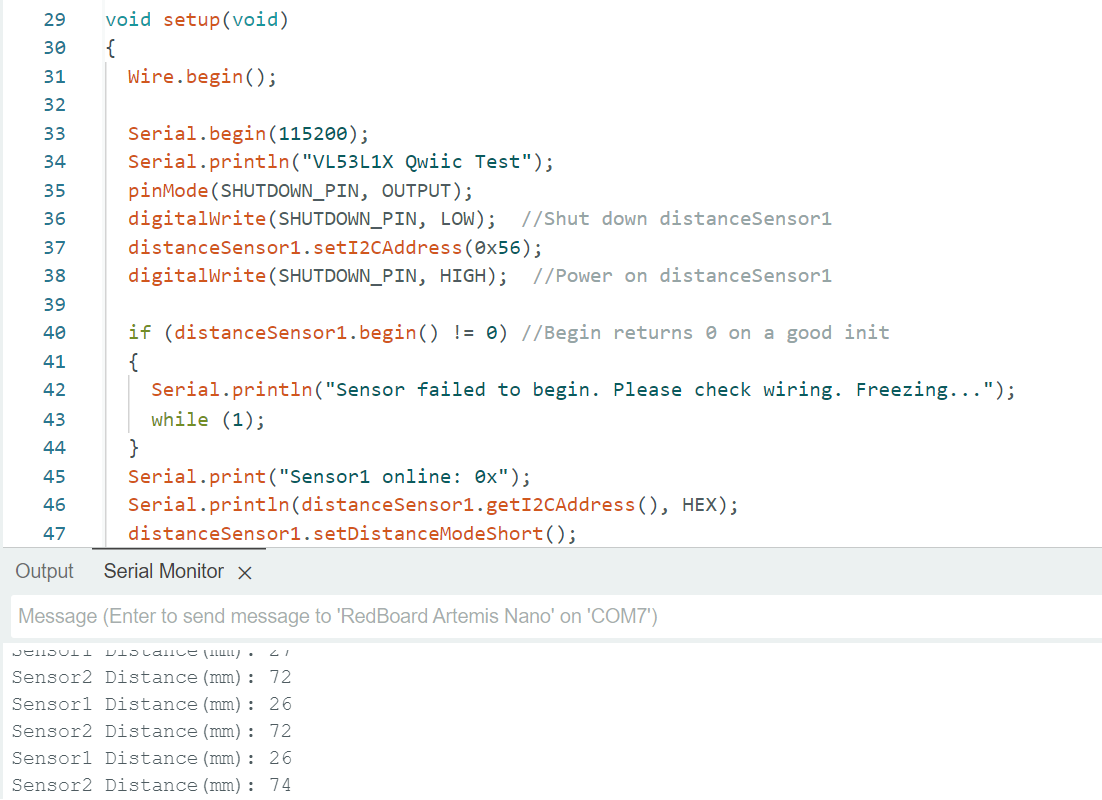 29 void setup(void)
30 {
31 Wire.begin();
32
33 Serial.begin(115200);
34 Serial.println("VL53L1X Qwiic Test");
35 pinMode(SHUTDOWN_PIN, OUTPUT);
36 digitalWrite(SHUTDOWN_PIN, LOW); //Shut down distanceSensor1
37 distanceSensor1.setI2CAddress(0x56);
38 digitalWrite(SHUTDOWN_PIN, HIGH); //Power on distanceSensor1
39
40 if (distanceSensor1.begin() != 0) //Begin returns 0 on a good init
41 {
42 Serial.println("Sensor failed to begin. Please check wiring. Freezing...");
43 while (1);
44 }
45 Serial.print("Sensor1 online: 0x");
46 Serial.println(distanceSensor1.getI2CAddress(), HEX);
47 distanceSensor1.setDistanceModeShort();
Output Serial Monitor
Message (Enter to send message to 'RedBoard Artemis Nano' on 'COM7')
Sensor1 Distance(mm): 27
Sensor2 Distance(mm): 72
Sensor1 Distance(mm): 26
Sensor2 Distance(mm): 72
Sensor1 Distance(mm): 26
Sensor2 Distance(mm): 74